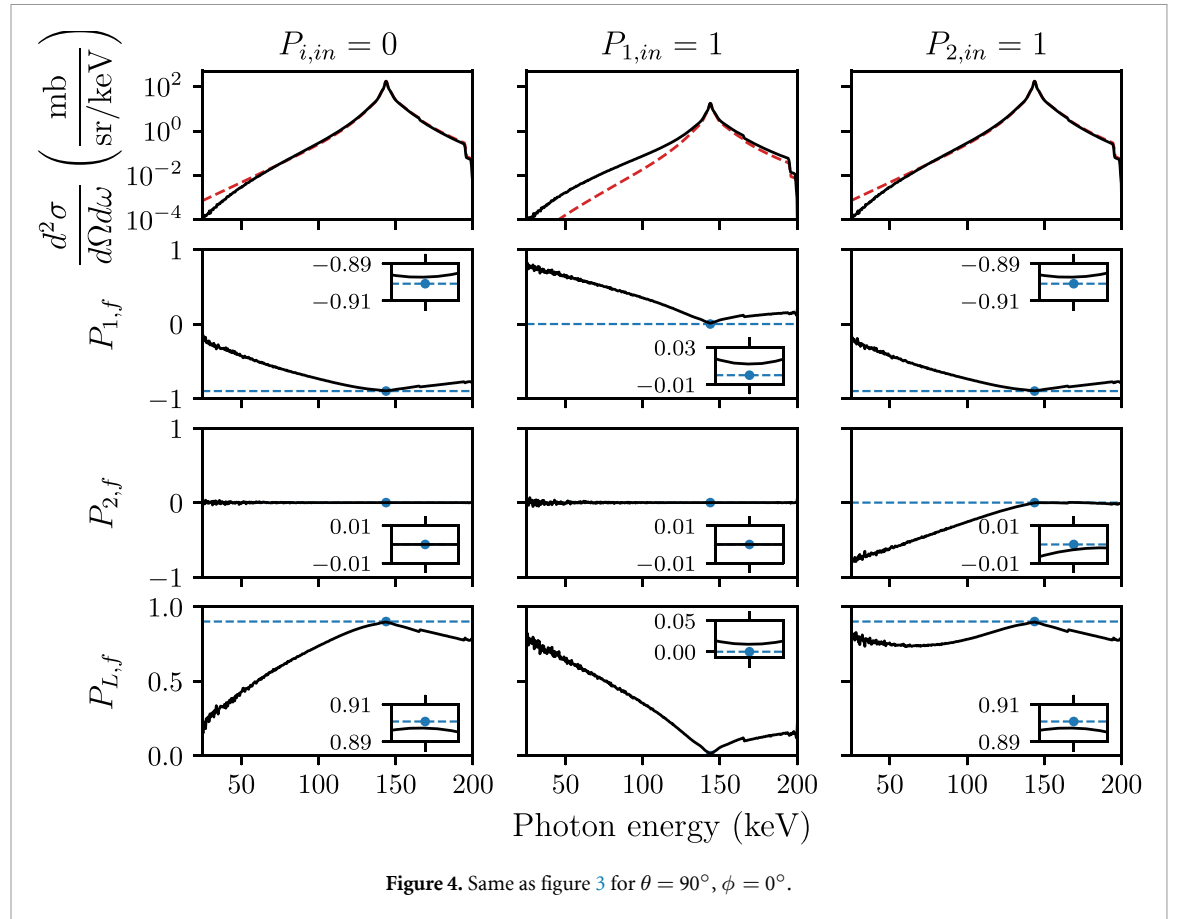 P_{i,in} = 0 P_{1,in} = 1 P_{2,in} = 1
d²σ/dΩdω (mb/sr/keV)
10² 10⁰ 10⁻² 10⁻⁴
P_{1,f}
1 0 −1
−0.89 −0.91
0.03 −0.01
−0.89 −0.91
P_{2,f}
1 0 −1
0.01 −0.01
0.01 −0.01
0.01 −0.01
P_{L,f}
1.0 0.5 0.0
0.91 0.89
0.05 0.00
0.91 0.89
50 100 150 200 50 100 150 200 50 100 150 200
Photon energy (keV)
Figure 4. Same as figure 3 for θ = 90°, ϕ = 0°.